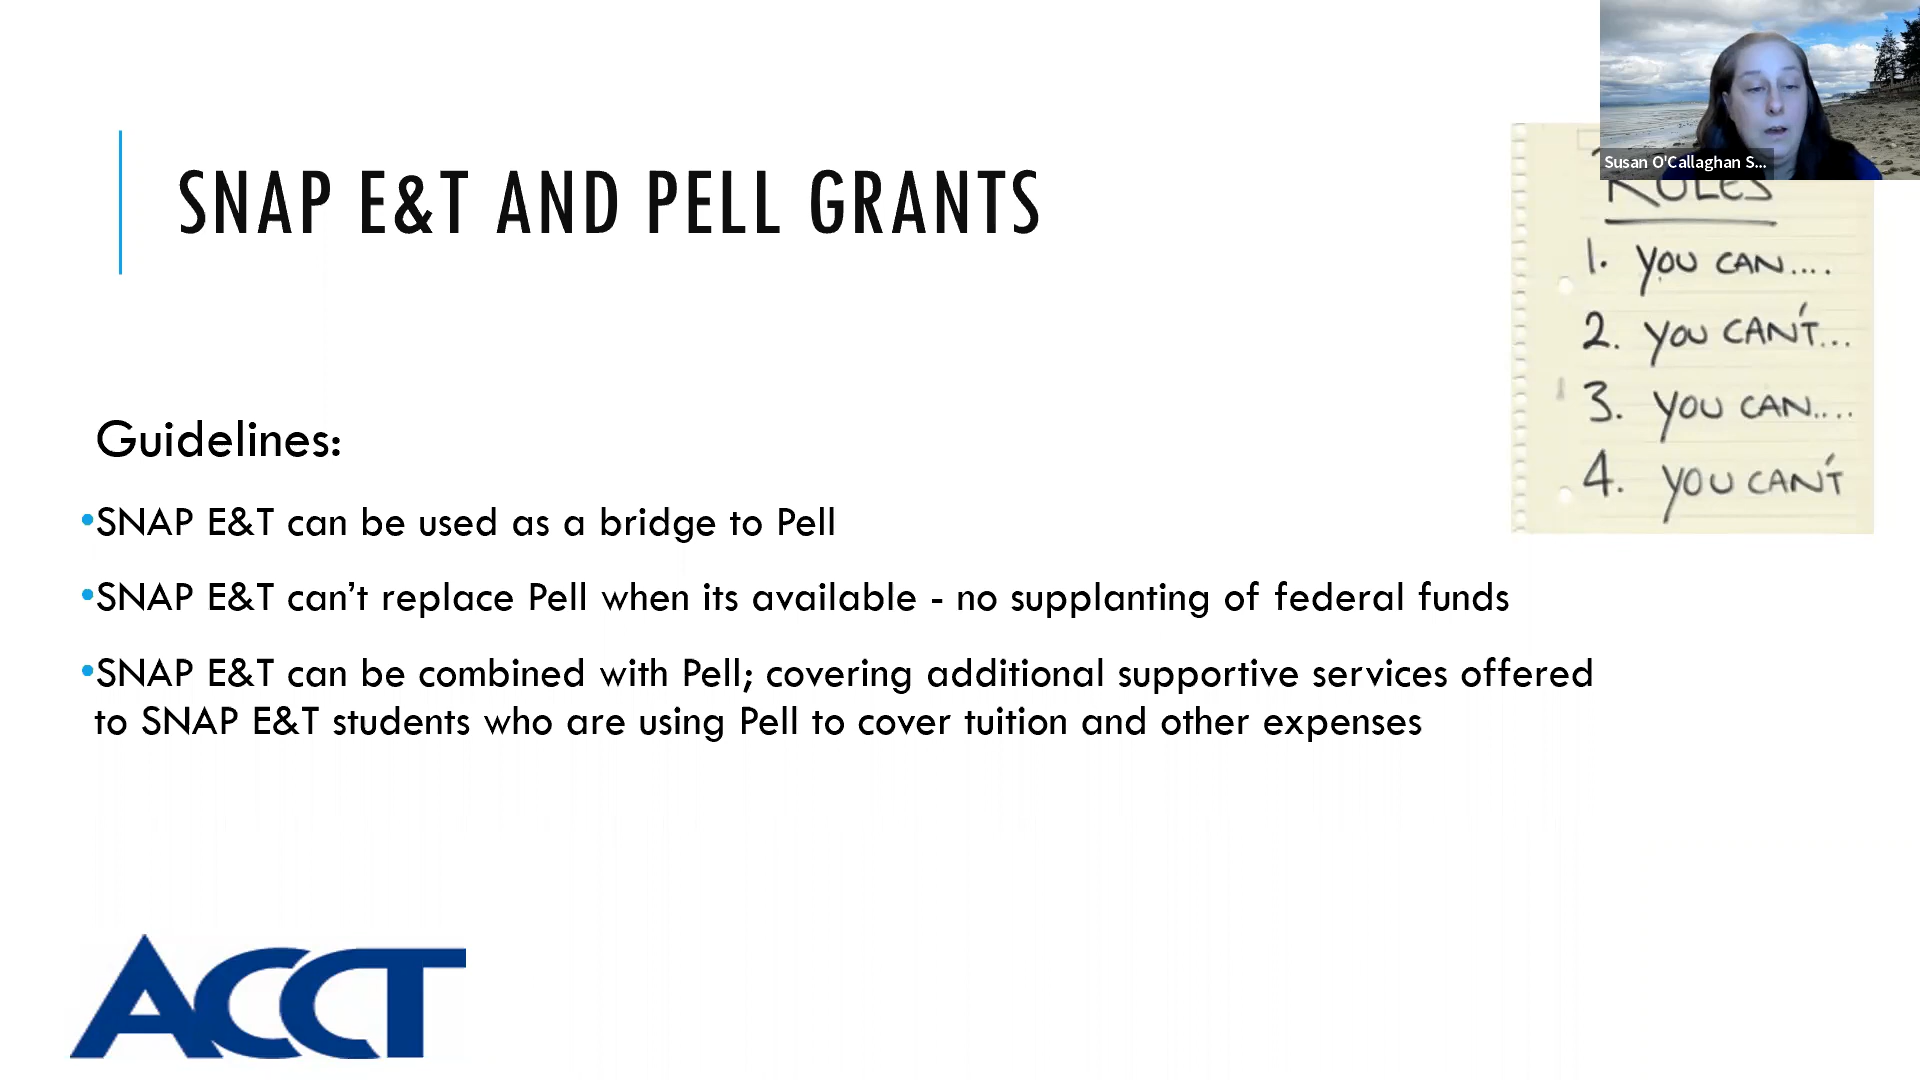 Susan O'Callaghan S...
SNAP E&T AND PELL GRANTS
RULES
1. YOU CAN....
2. YOU CAN'T...
3. YOU CAN....
4. YOU CAN'T
Guidelines:
•SNAP E&T can be used as a bridge to Pell
•SNAP E&T can’t replace Pell when its available - no supplanting of federal funds
•SNAP E&T can be combined with Pell; covering additional supportive services offered
to SNAP E&T students who are using Pell to cover tuition and other expenses
ACCT